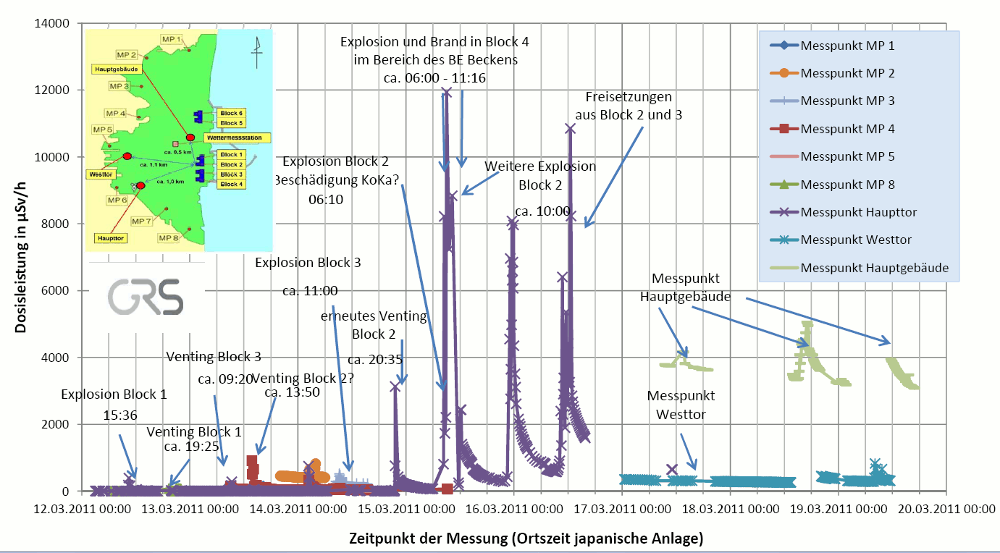 14000
12000
10000
8000
6000
4000
2000
0
Dosisleistung in µSv/h
MP 1
MP 2
Hauptgebäude
MP 3
MP 4
MP 5
Block 6
Block 5
Wettermessstation
ca. 0,5 km
Block 1
Block 2
Block 3
Block 4
ca. 1,1 km
ca. 1,0 km
Westtor
MP 6
MP 7
Haupttor
MP 8
GRS
Explosion und Brand in Block 4
im Bereich des BE Beckens
ca. 06:00 - 11:16
Freisetzungen
aus Block 2 und 3
Explosion Block 2
Beschädigung KoKa?
06:10
Weitere Explosion
Block 2
ca. 10:00
Explosion Block 3
ca. 11:00
erneutes Venting
Block 2
ca. 20:35
Venting Block 3
ca. 09:20
Venting Block 2?
ca. 13:50
Explosion Block 1
15:36
Venting Block 1
ca. 19:25
Messpunkt
Hauptgebäude
Messpunkt
Westtor
Messpunkt MP 1
Messpunkt MP 2
Messpunkt MP 3
Messpunkt MP 4
Messpunkt MP 5
Messpunkt MP 8
Messpunkt Haupttor
Messpunkt Westtor
Messpunkt Hauptgebäude
12.03.2011 00:00 13.03.2011 00:00 14.03.2011 00:00 15.03.2011 00:00 16.03.2011 00:00 17.03.2011 00:00 18.03.2011 00:00 19.03.2011 00:00 20.03.2011 00:00
Zeitpunkt der Messung (Ortszeit japanische Anlage)